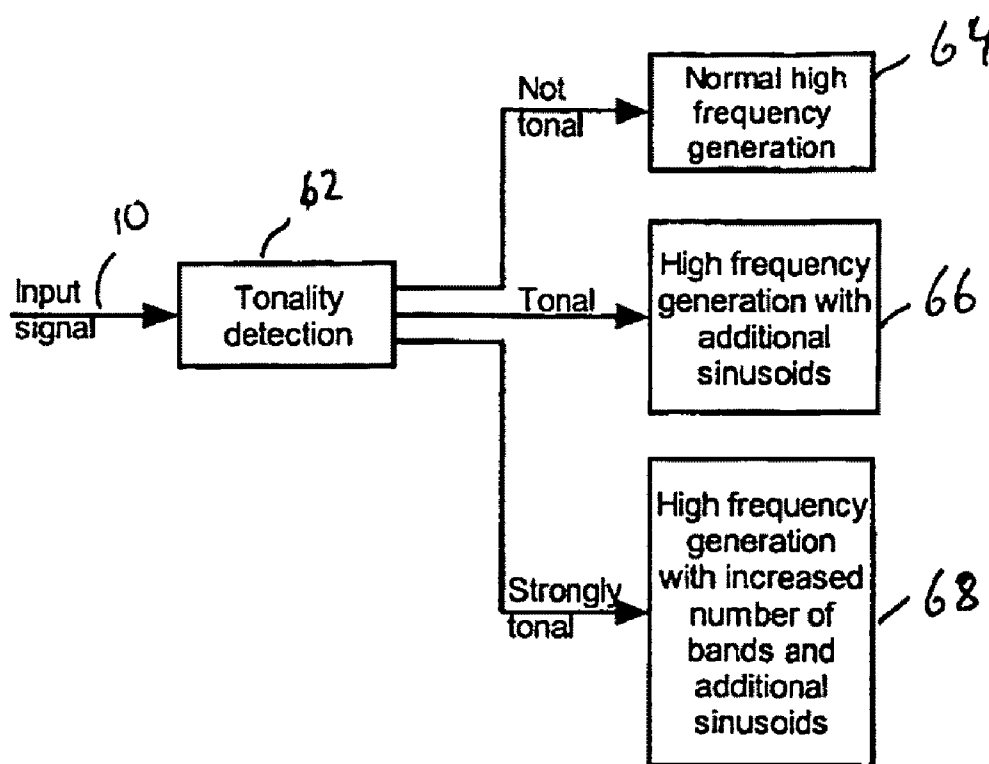 64
Not
tonal
Normal high
frequency
generation
62
10
Input
signal
Tonality
detection
Tonal
High frequency
generation with
additional
sinusoids
66
Strongly
tonal
High frequency
generation
with increased
number of
bands and
additional
sinusoids
68